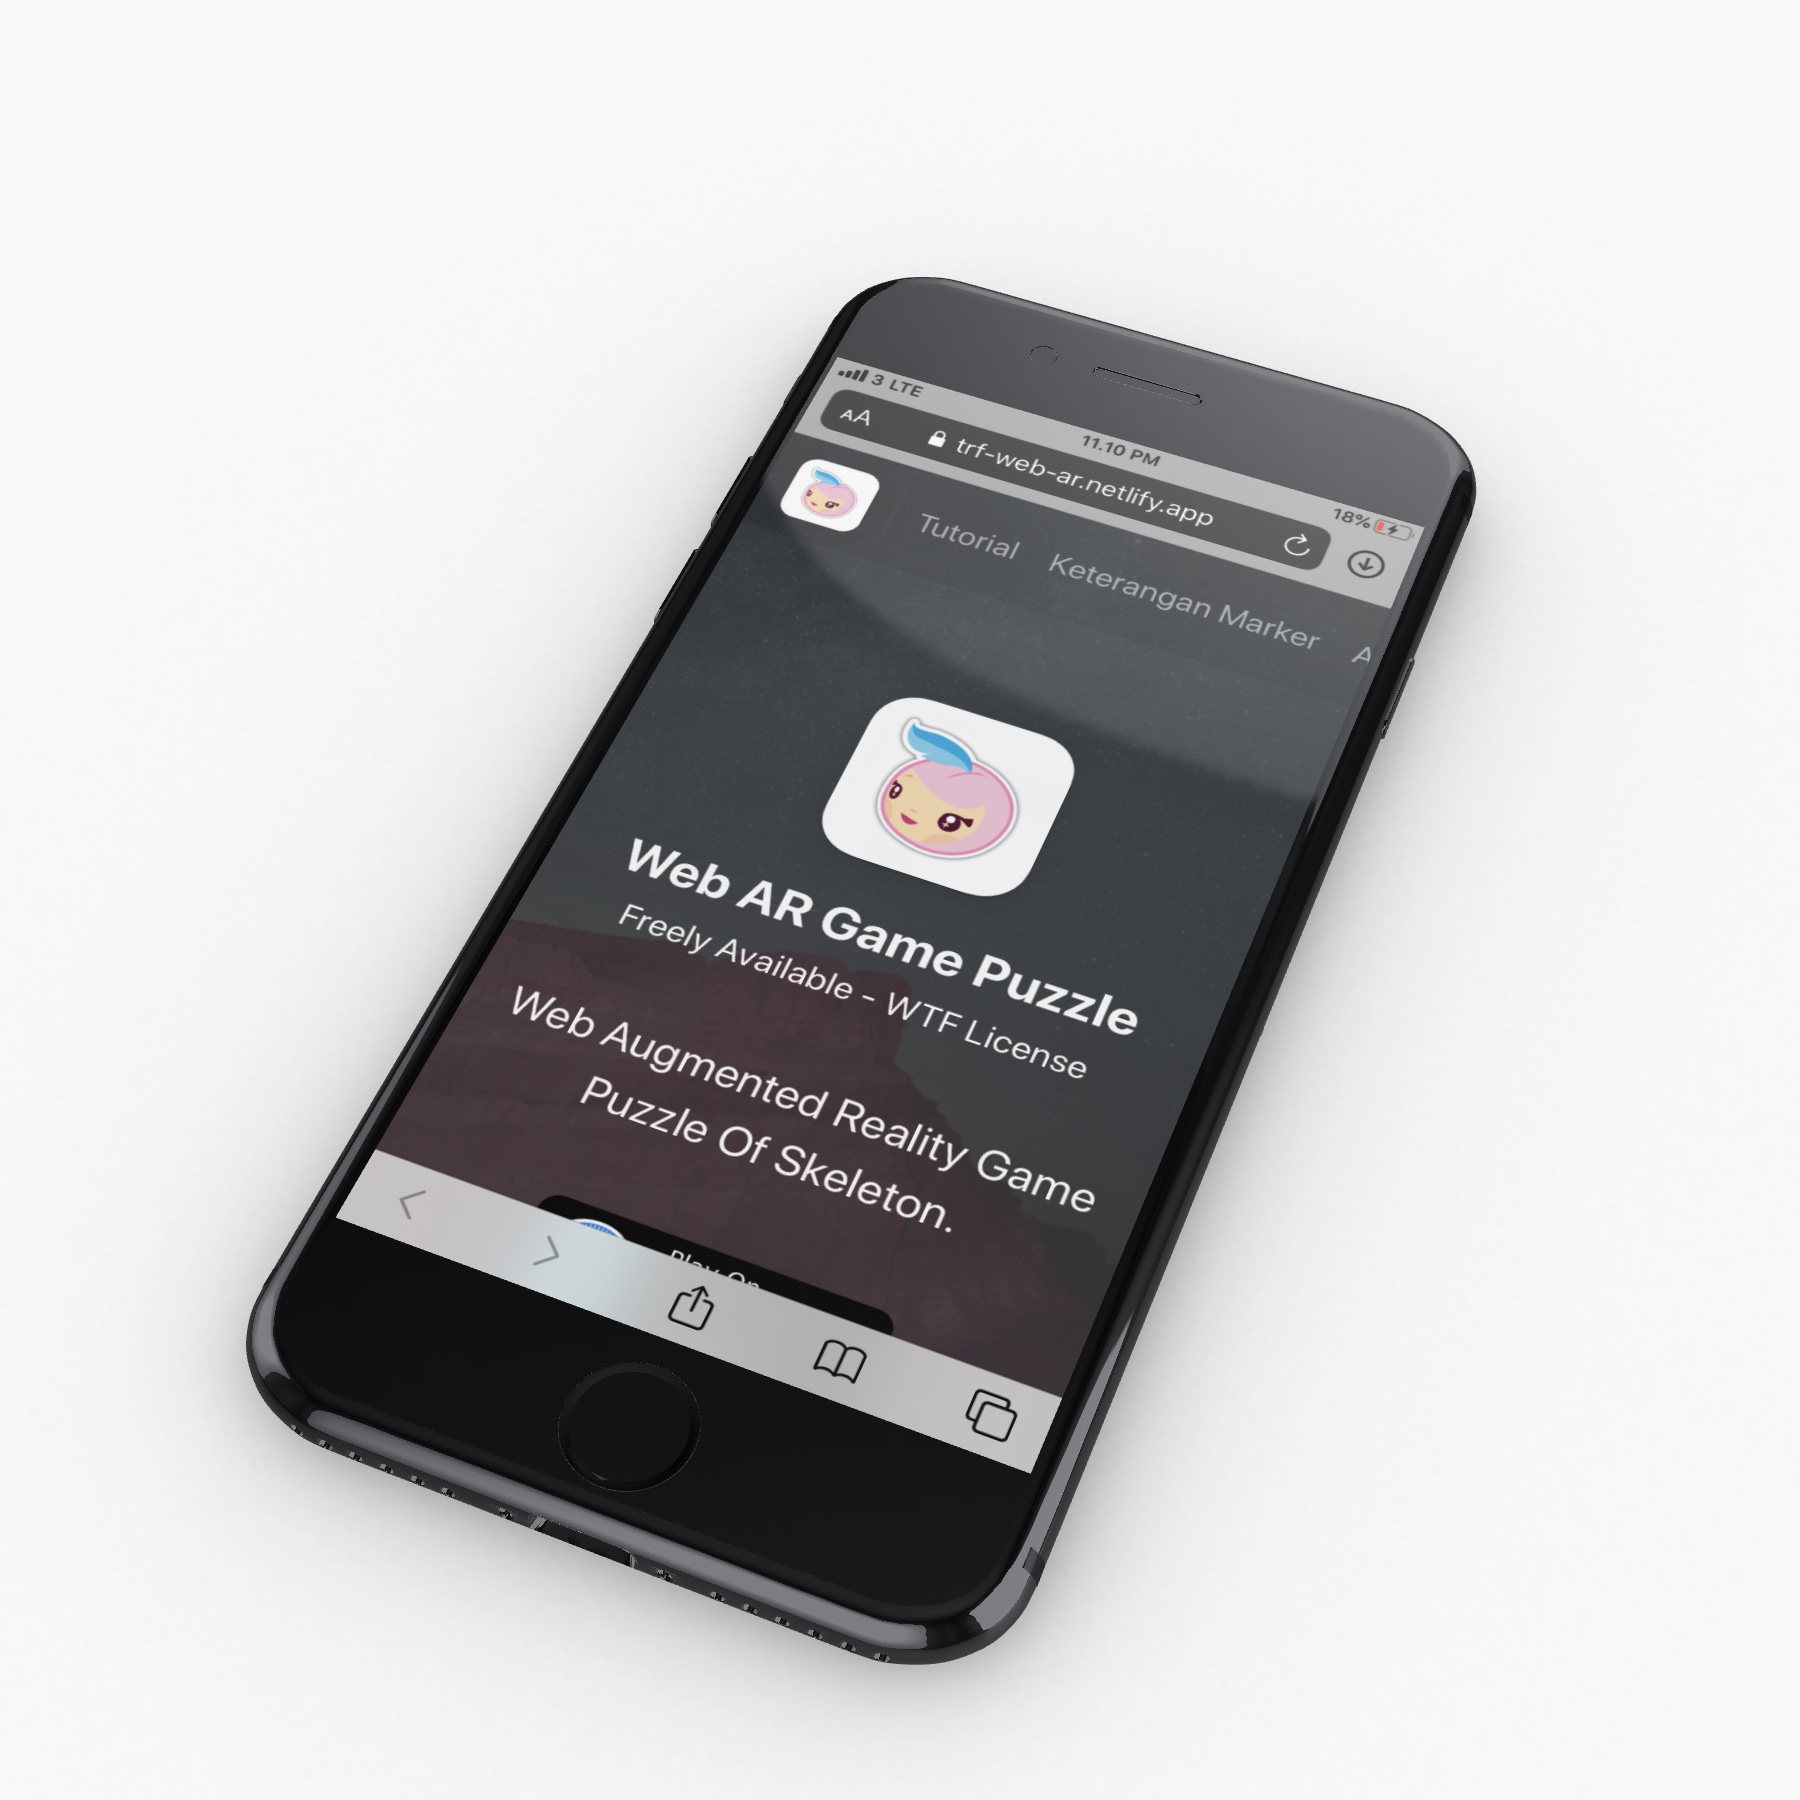 3 LTE
11.10 PM
18%
AA
trf-web-ar.netlify.app
Tutorial Keterangan Marker A
Web AR Game Puzzle
Freely Available - WTF License
Web Augmented Reality Game
Puzzle Of Skeleton.
Play On